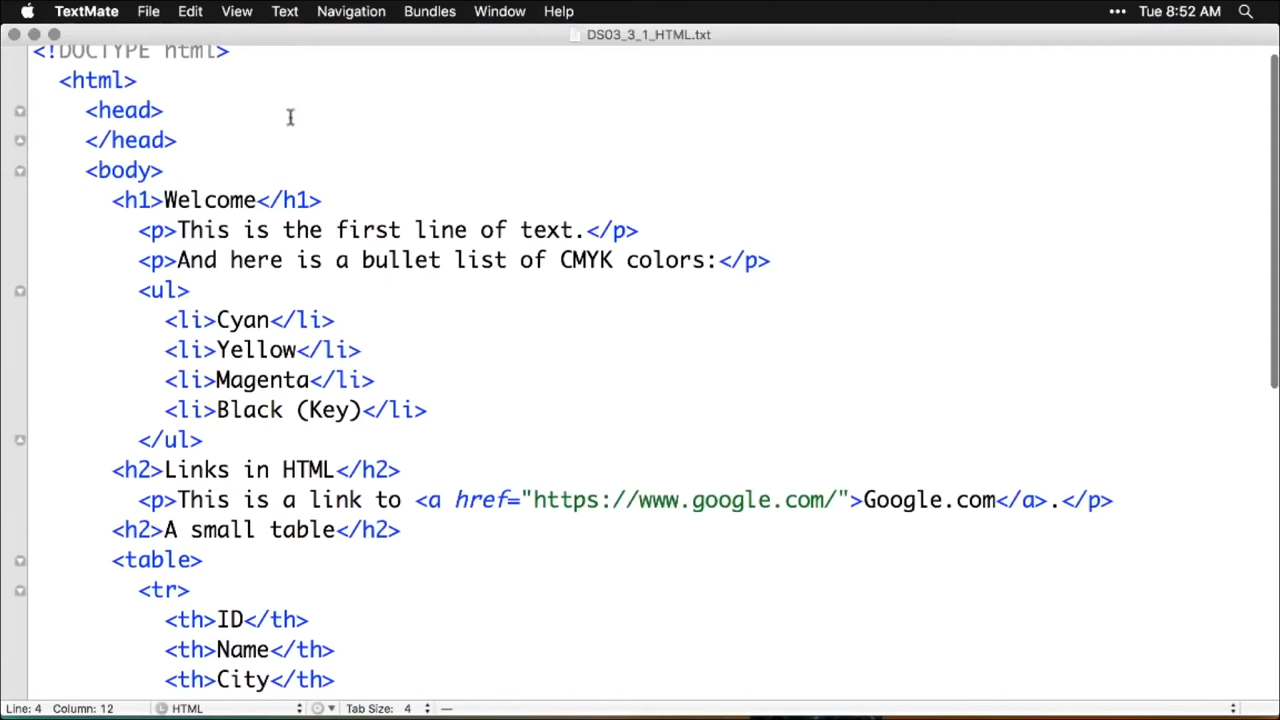 TextMate File Edit View Text Navigation Bundles Window Help ••• Tue 8:52 AM
DS03_3_1_HTML.txt
<!DOCTYPE html>
<html>
<head>
</head>
<body>
<h1>Welcome</h1>
<p>This is the first line of text.</p>
<p>And here is a bullet list of CMYK colors:</p>
<ul>
<li>Cyan</li>
<li>Yellow</li>
<li>Magenta</li>
<li>Black (Key)</li>
</ul>
<h2>Links in HTML</h2>
<p>This is a link to <a href="https://www.google.com/">Google.com</a>.</p>
<h2>A small table</h2>
<table>
<tr>
<th>ID</th>
<th>Name</th>
<th>City</th>
Line: 4 Column: 12 L HTML Tab Size: 4 —